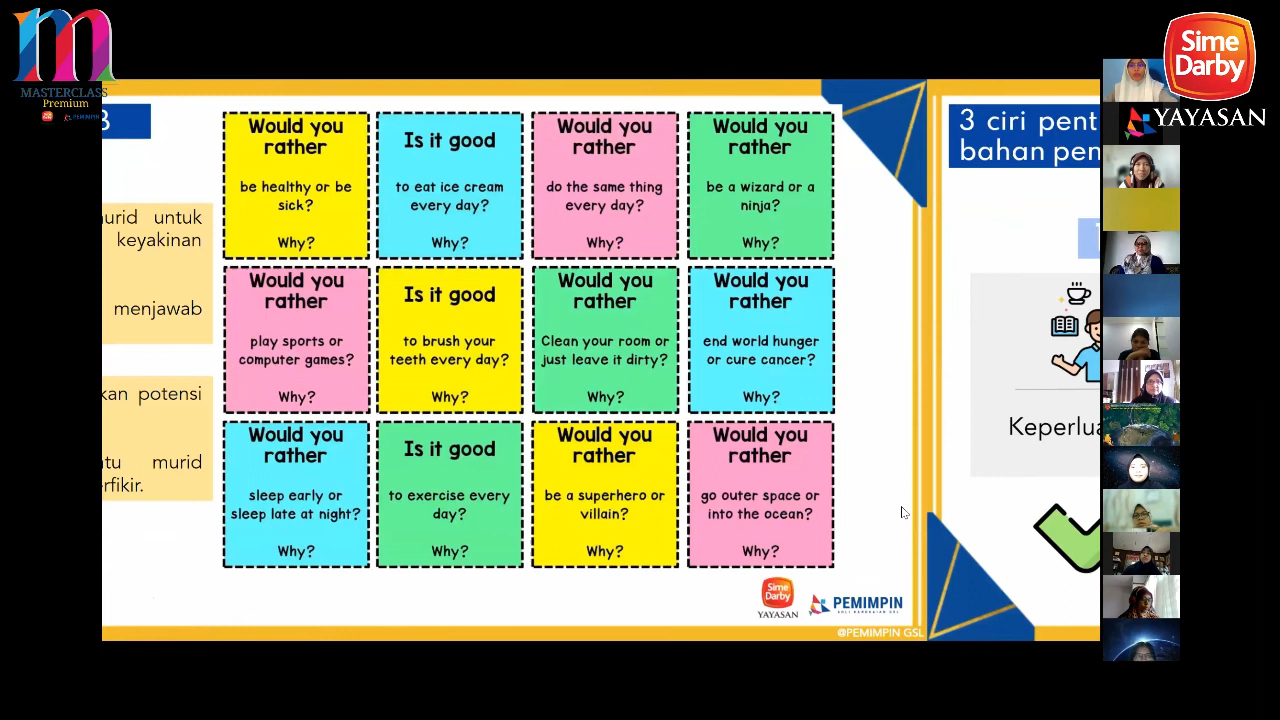 MASTERCLASS
Premium
PEMIMPIN
Sime
Darby
YAYASAN
3
murid untuk
keyakinan
menjawab
kan potensi
murid
rfikir.
Would you
rather
be healthy or be
sick?
Why?
Is it good
to eat ice cream
every day?
Why?
Would you
rather
do the same thing
every day?
Why?
Would you
rather
be a wizard or a
ninja?
Why?
Would you
rather
play sports or
computer games?
Why?
Is it good
to brush your
teeth every day?
Why?
Would you
rather
Clean your room or
just leave it dirty?
Why?
Would you
rather
end world hunger
or cure cancer?
Why?
Would you
rather
sleep early or
sleep late at night?
Why?
Is it good
to exercise every
day?
Why?
Would you
rather
be a superhero or
villain?
Why?
Would you
rather
go outer space or
into the ocean?
Why?
Sime
Darby
YAYASAN
PEMIMPIN
@PEMIMPIN GSL
3 ciri pent
bahan pem
Keperlua